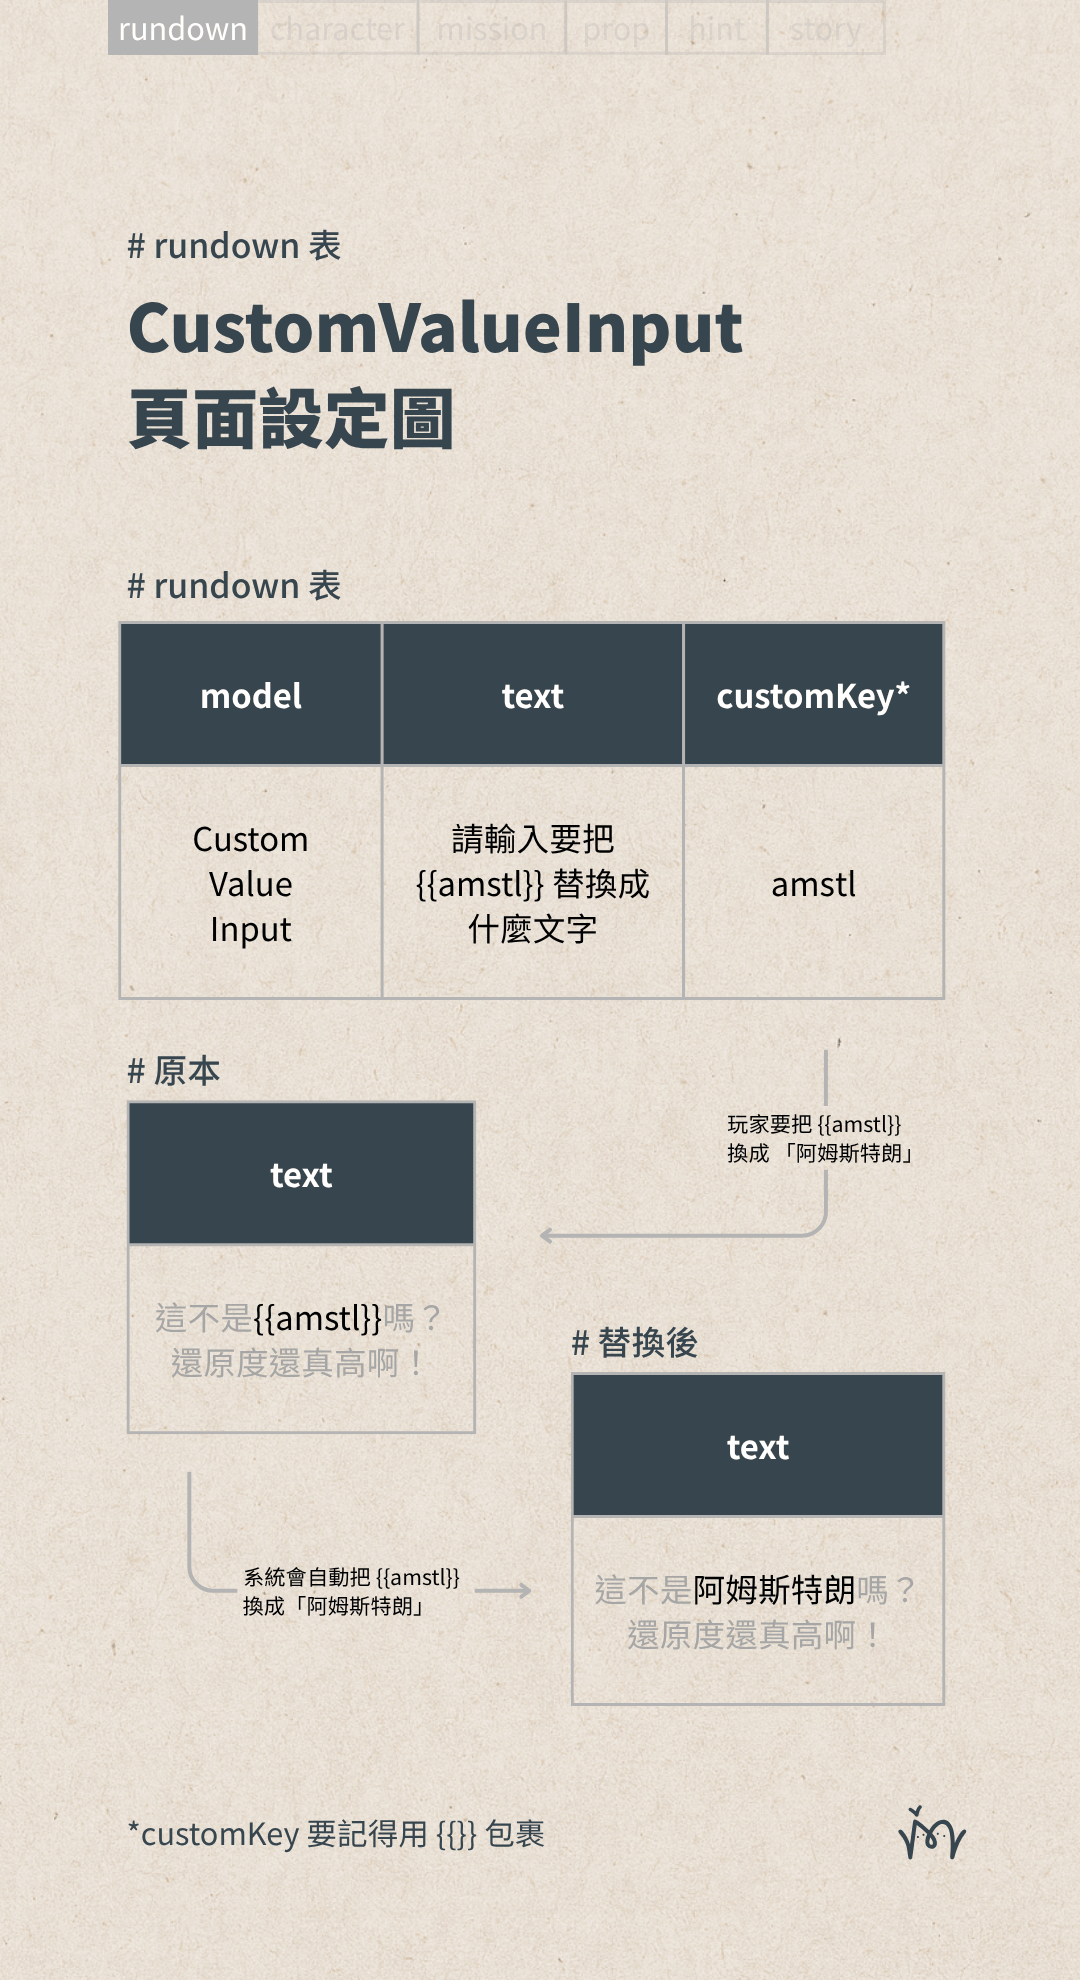 rundown character mission prop hint story
# rundown 表
CustomValueInput
頁面設定圖
# rundown 表
model text customKey*
Custom
Value
Input
請輸入要把
{{amstl}} 替換成
什麼文字
amstl
# 原本
text
這不是{{amstl}}嗎？
還原度還真高啊！
玩家要把 {{amstl}}
換成 「阿姆斯特朗」
# 替換後
text
這不是阿姆斯特朗嗎？
還原度還真高啊！
系統會自動把 {{amstl}}
換成「阿姆斯特朗」
*customKey 要記得用 {{}} 包裹